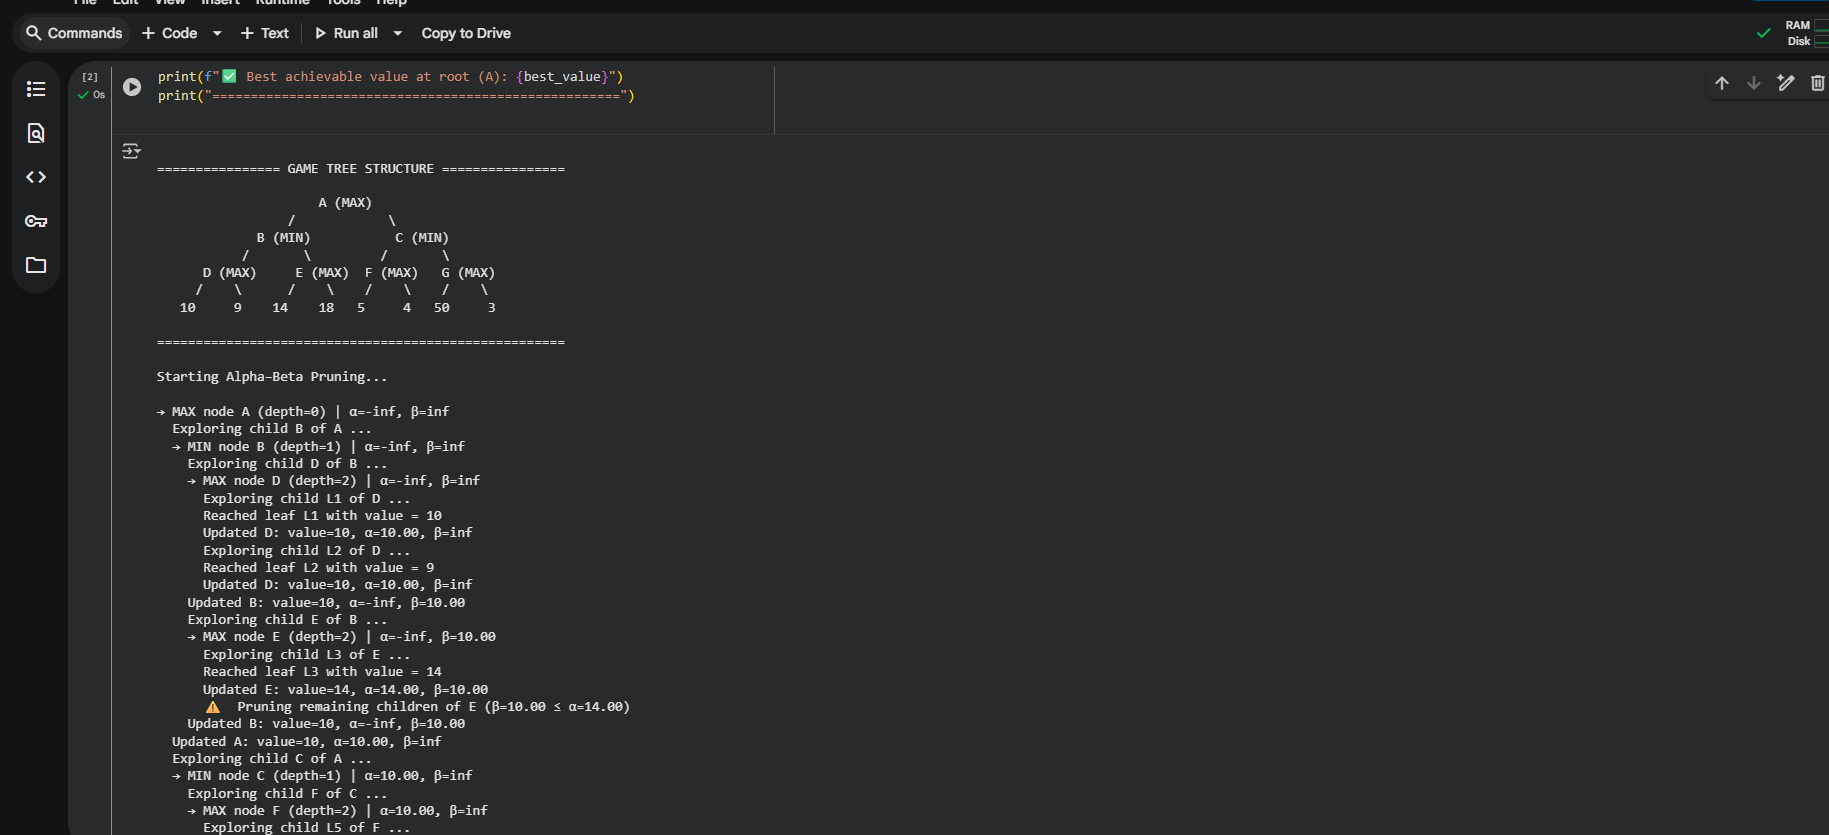 File Edit View Insert Runtime Tools Help
Commands + Code + Text Run all Copy to Drive
RAM
Disk
[2]
0s
print(f"✅ Best achievable value at root (A): {best_value}")
print("=====================================================")
================ GAME TREE STRUCTURE ================
A (MAX)
/ \
B (MIN) C (MIN)
/ \ / \
D (MAX) E (MAX) F (MAX) G (MAX)
/ \ / \ / \ / \
10 9 14 18 5 4 50 3
=====================================================
Starting Alpha–Beta Pruning...
→ MAX node A (depth=0) | α=-inf, β=inf
Exploring child B of A ...
→ MIN node B (depth=1) | α=-inf, β=inf
Exploring child D of B ...
→ MAX node D (depth=2) | α=-inf, β=inf
Exploring child L1 of D ...
Reached leaf L1 with value = 10
Updated D: value=10, α=10.00, β=inf
Exploring child L2 of D ...
Reached leaf L2 with value = 9
Updated D: value=10, α=10.00, β=inf
Updated B: value=10, α=-inf, β=10.00
Exploring child E of B ...
→ MAX node E (depth=2) | α=-inf, β=10.00
Exploring child L3 of E ...
Reached leaf L3 with value = 14
Updated E: value=14, α=14.00, β=10.00
⚠️ Pruning remaining children of E (β=10.00 ≤ α=14.00)
Updated B: value=10, α=-inf, β=10.00
Updated A: value=10, α=10.00, β=inf
Exploring child C of A ...
→ MIN node C (depth=1) | α=10.00, β=inf
Exploring child F of C ...
→ MAX node F (depth=2) | α=10.00, β=inf
Exploring child L5 of F ...